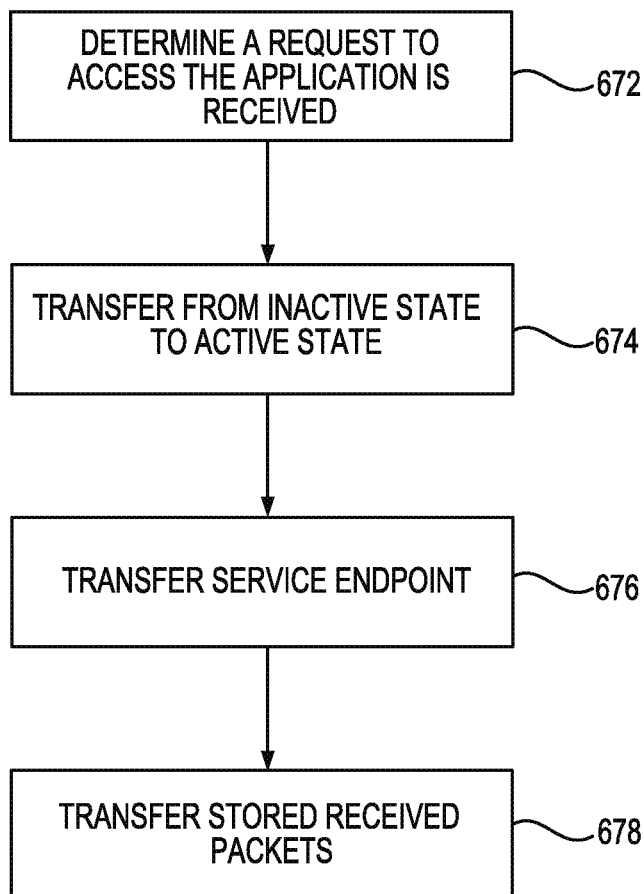 DETERMINE A REQUEST TO
ACCESS THE APPLICATION IS
RECEIVED
672
TRANSFER FROM INACTIVE STATE
TO ACTIVE STATE
674
TRANSFER SERVICE ENDPOINT
676
TRANSFER STORED RECEIVED
PACKETS
678